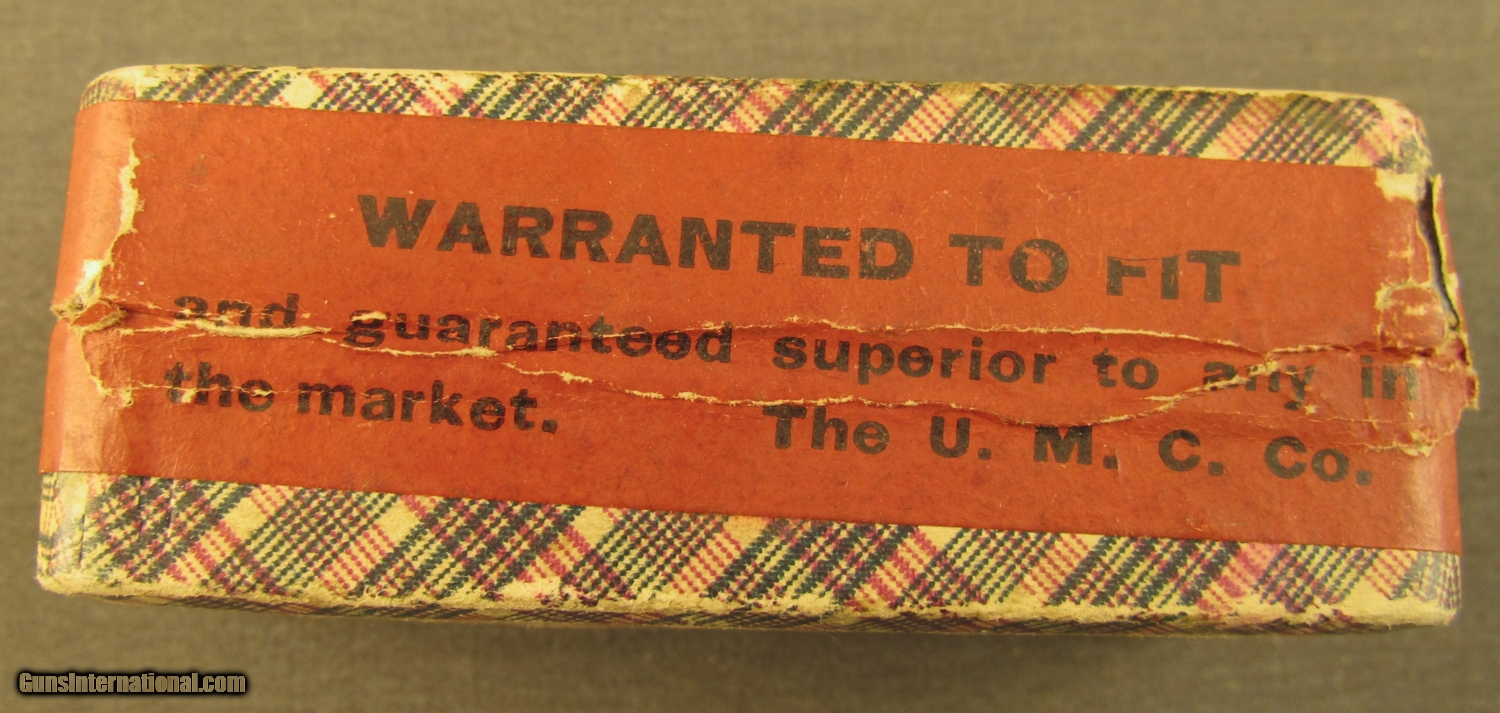 WARRANTED TO FIT
and guaranteed superior to any in
the market. The U. M. C. Co.
GunsInternational.com